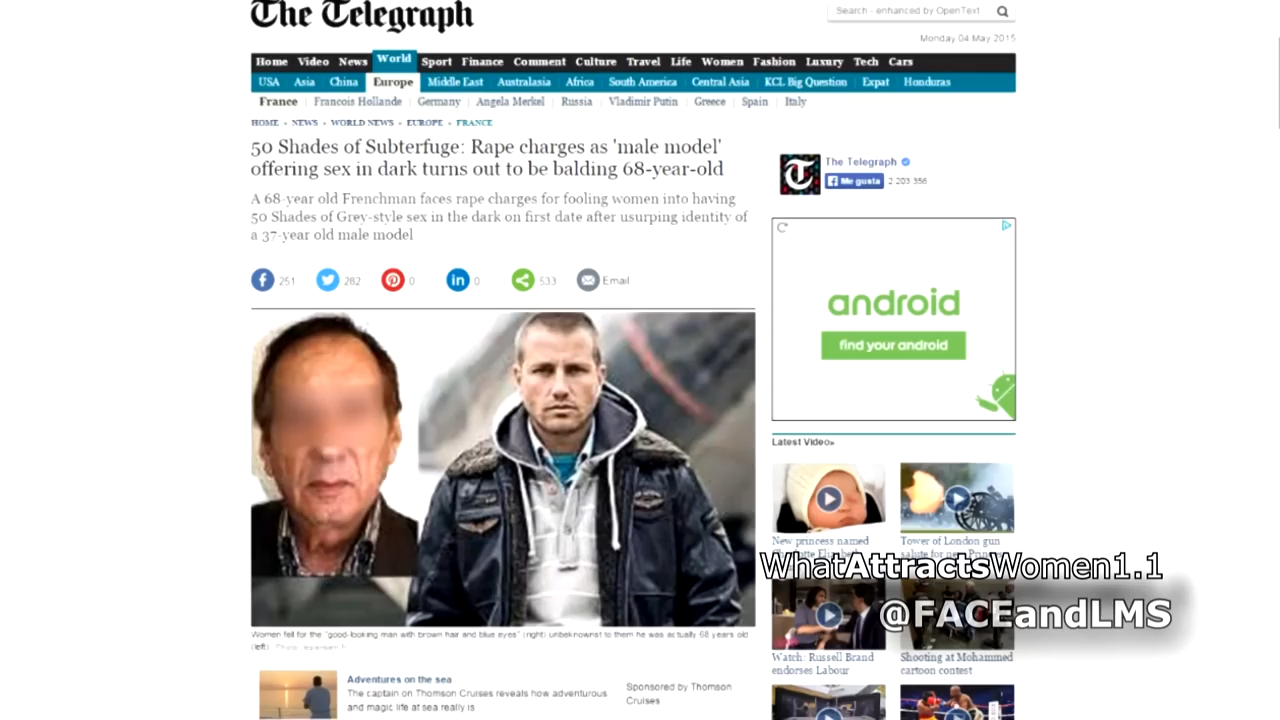 The Telegraph
Search - enhanced by OpenText
Monday 04 May 2015
Home Video News World Sport Finance Comment Culture Travel Life Women Fashion Luxury Tech Cars
USA Asia China Europe Middle East Australasia Africa South America Central Asia KCL Big Question Expat Honduras
France Francois Hollande Germany Angela Merkel Russia Vladimir Putin Greece Spain Italy
HOME NEWS WORLD NEWS EUROPE FRANCE
50 Shades of Subterfuge: Rape charges as 'male model'
offering sex in dark turns out to be balding 68-year-old
A 68-year old Frenchman faces rape charges for fooling women into having
50 Shades of Grey-style sex in the dark on first date after usurping identity of
a 37-year old male model
251 282 0 0 533 Email
The Telegraph
Me gusta 2 203 356
android
find your android
Women fell for the "good-looking man with brown hair and blue eyes" (right) unbeknownst to them he was actually 68 years old
(left)
Adventures on the sea
The captain on Thomson Cruises reveals how adventurous
and magic life at sea really is
Sponsored by Thomson
Cruises
Latest Video»
New princess named
Tower of London gun
WhatAttractsWomen1.1
@FACEandLMS
Watch: Russell Brand
endorses Labour
Shooting at Mohammed
cartoon contest